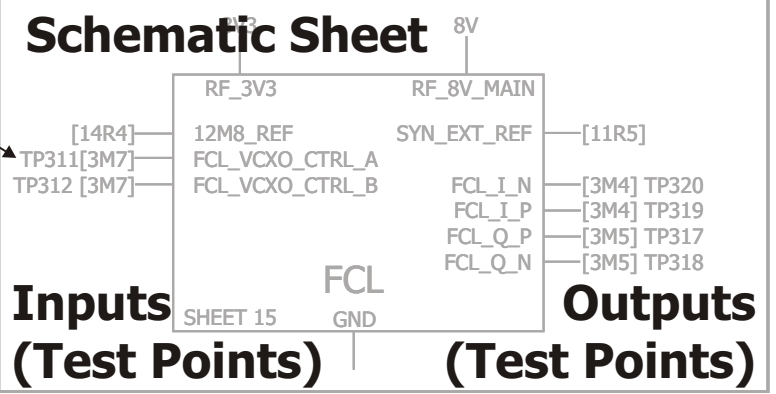 Schematic Sheet
3V3
8V
RF_3V3 RF_8V_MAIN
[14R4] 12M8_REF SYN_EXT_REF [11R5]
TP311[3M7] FCL_VCXO_CTRL_A
TP312 [3M7] FCL_VCXO_CTRL_B FCL_I_N [3M4] TP320
FCL_I_P [3M4] TP319
FCL_Q_P [3M5] TP317
FCL_Q_N [3M5] TP318
FCL
Inputs Outputs
SHEET 15 GND
(Test Points) (Test Points)